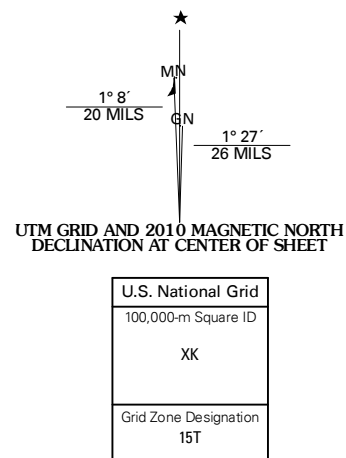 ★
MN
1° 8´
20 MILS
GN
1° 27´
26 MILS
UTM GRID AND 2010 MAGNETIC NORTH
DECLINATION AT CENTER OF SHEET
U.S. National Grid
100,000-m Square ID
XK
Grid Zone Designation
15T